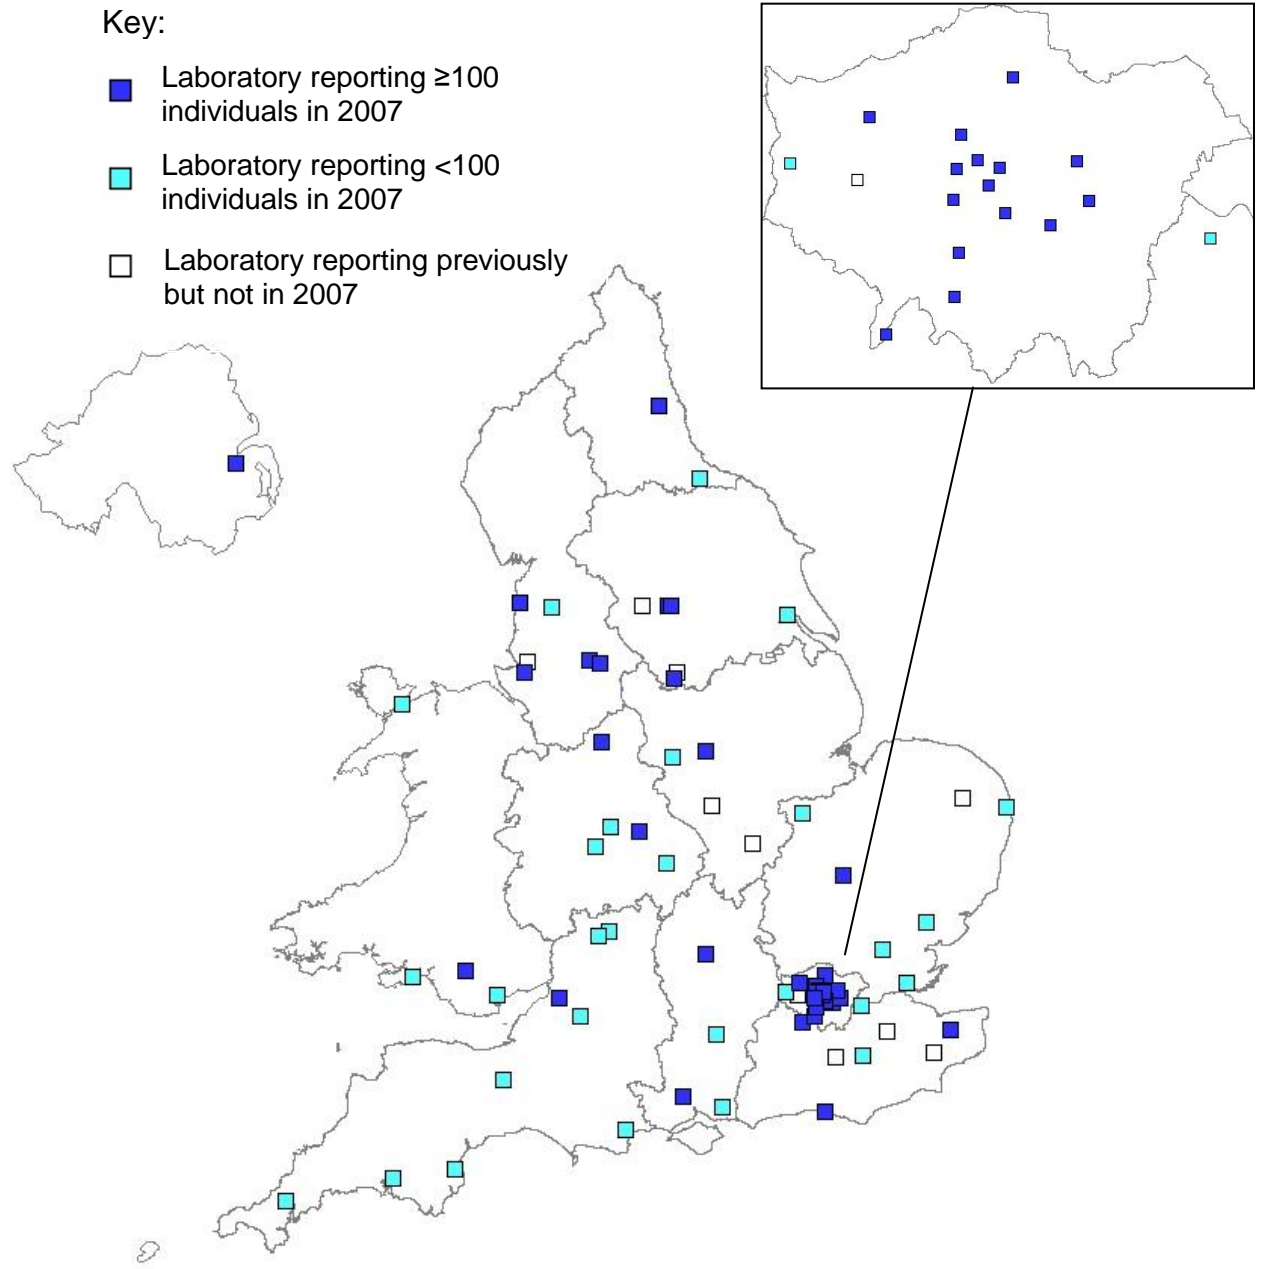 Key:
Laboratory reporting ≥100
individuals in 2007
Laboratory reporting <100
individuals in 2007
Laboratory reporting previously
but not in 2007